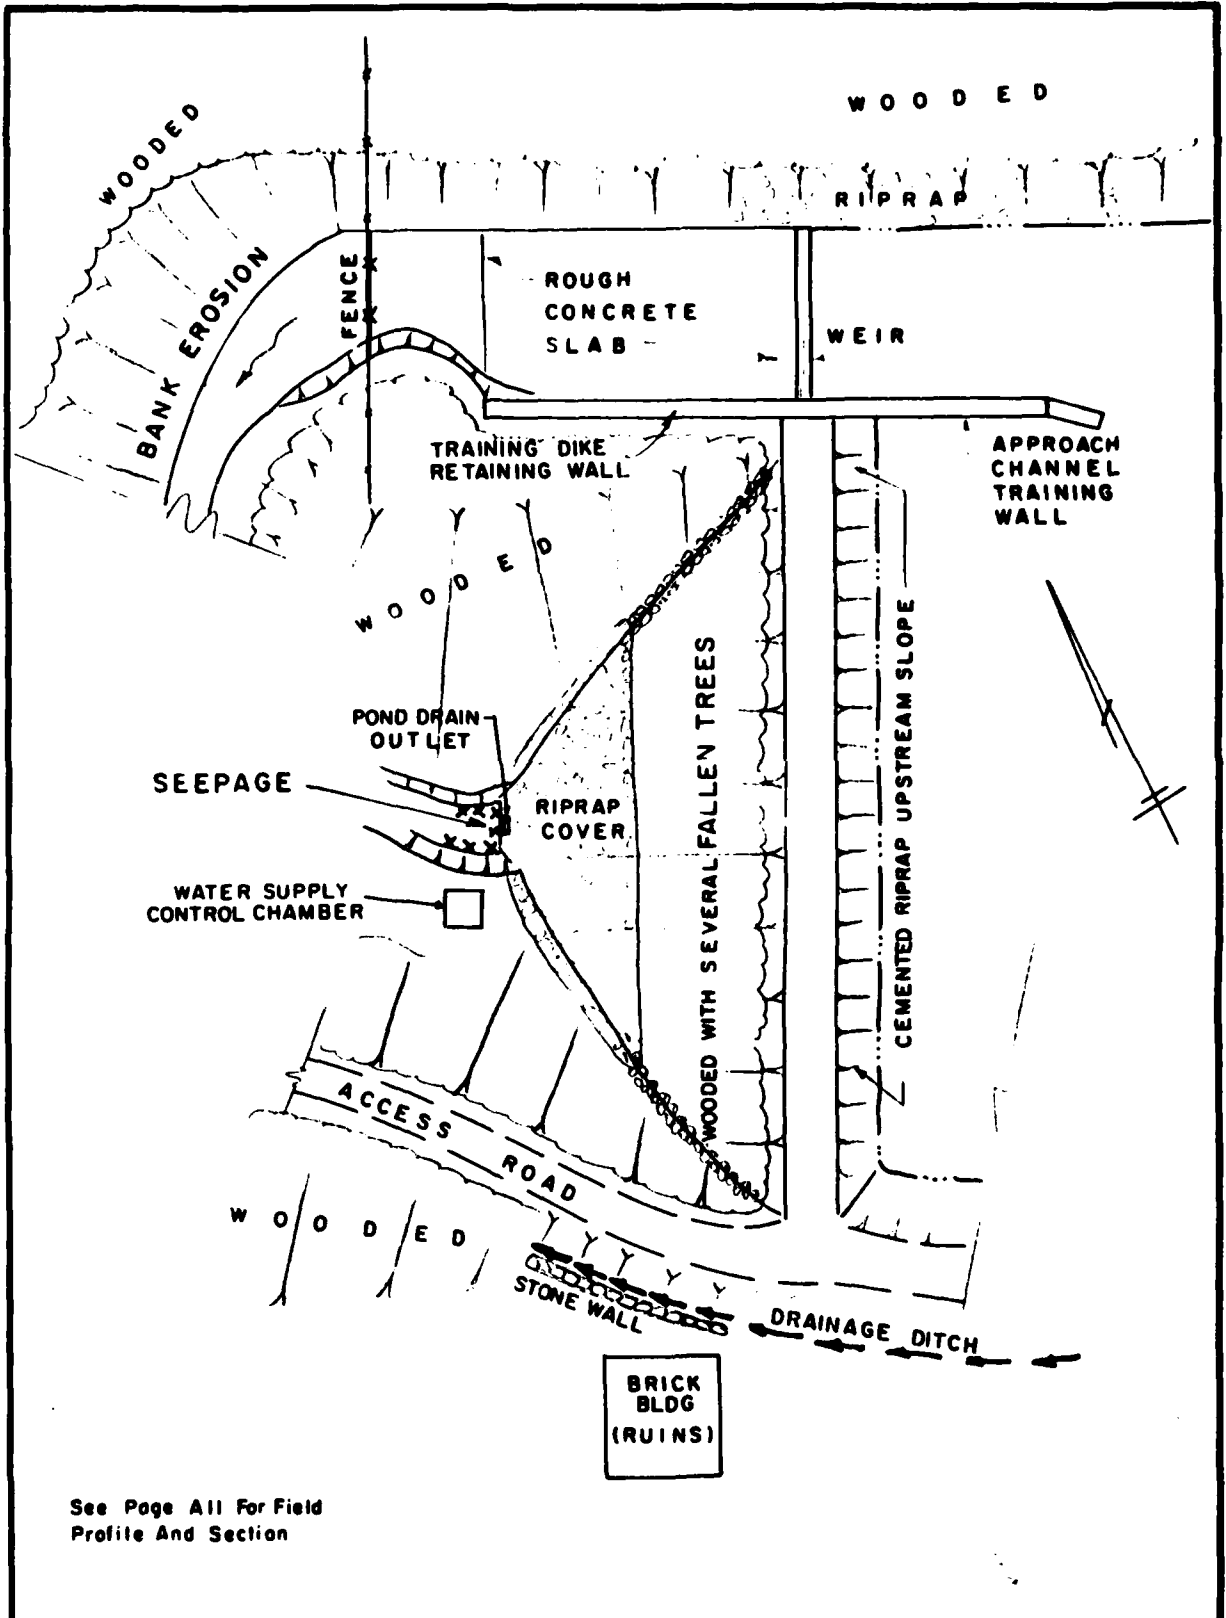 WOODED
WOODED
RIPRAP
BANK EROSION
FENCE
ROUGH
CONCRETE
SLAB
WEIR
TRAINING DIKE
RETAINING WALL
APPROACH
CHANNEL
TRAINING
WALL
WOODED
POND DRAIN
OUTLET
SEEPAGE
RIPRAP
COVER
WOODED WITH SEVERAL FALLEN TREES
CEMENTED RIPRAP UPSTREAM SLOPE
WATER SUPPLY
CONTROL CHAMBER
ACCESS ROAD
WOODED
STONE WALL
DRAINAGE DITCH
BRICK
BLDG
(RUINS)
See Page A11 For Field
Profile And Section